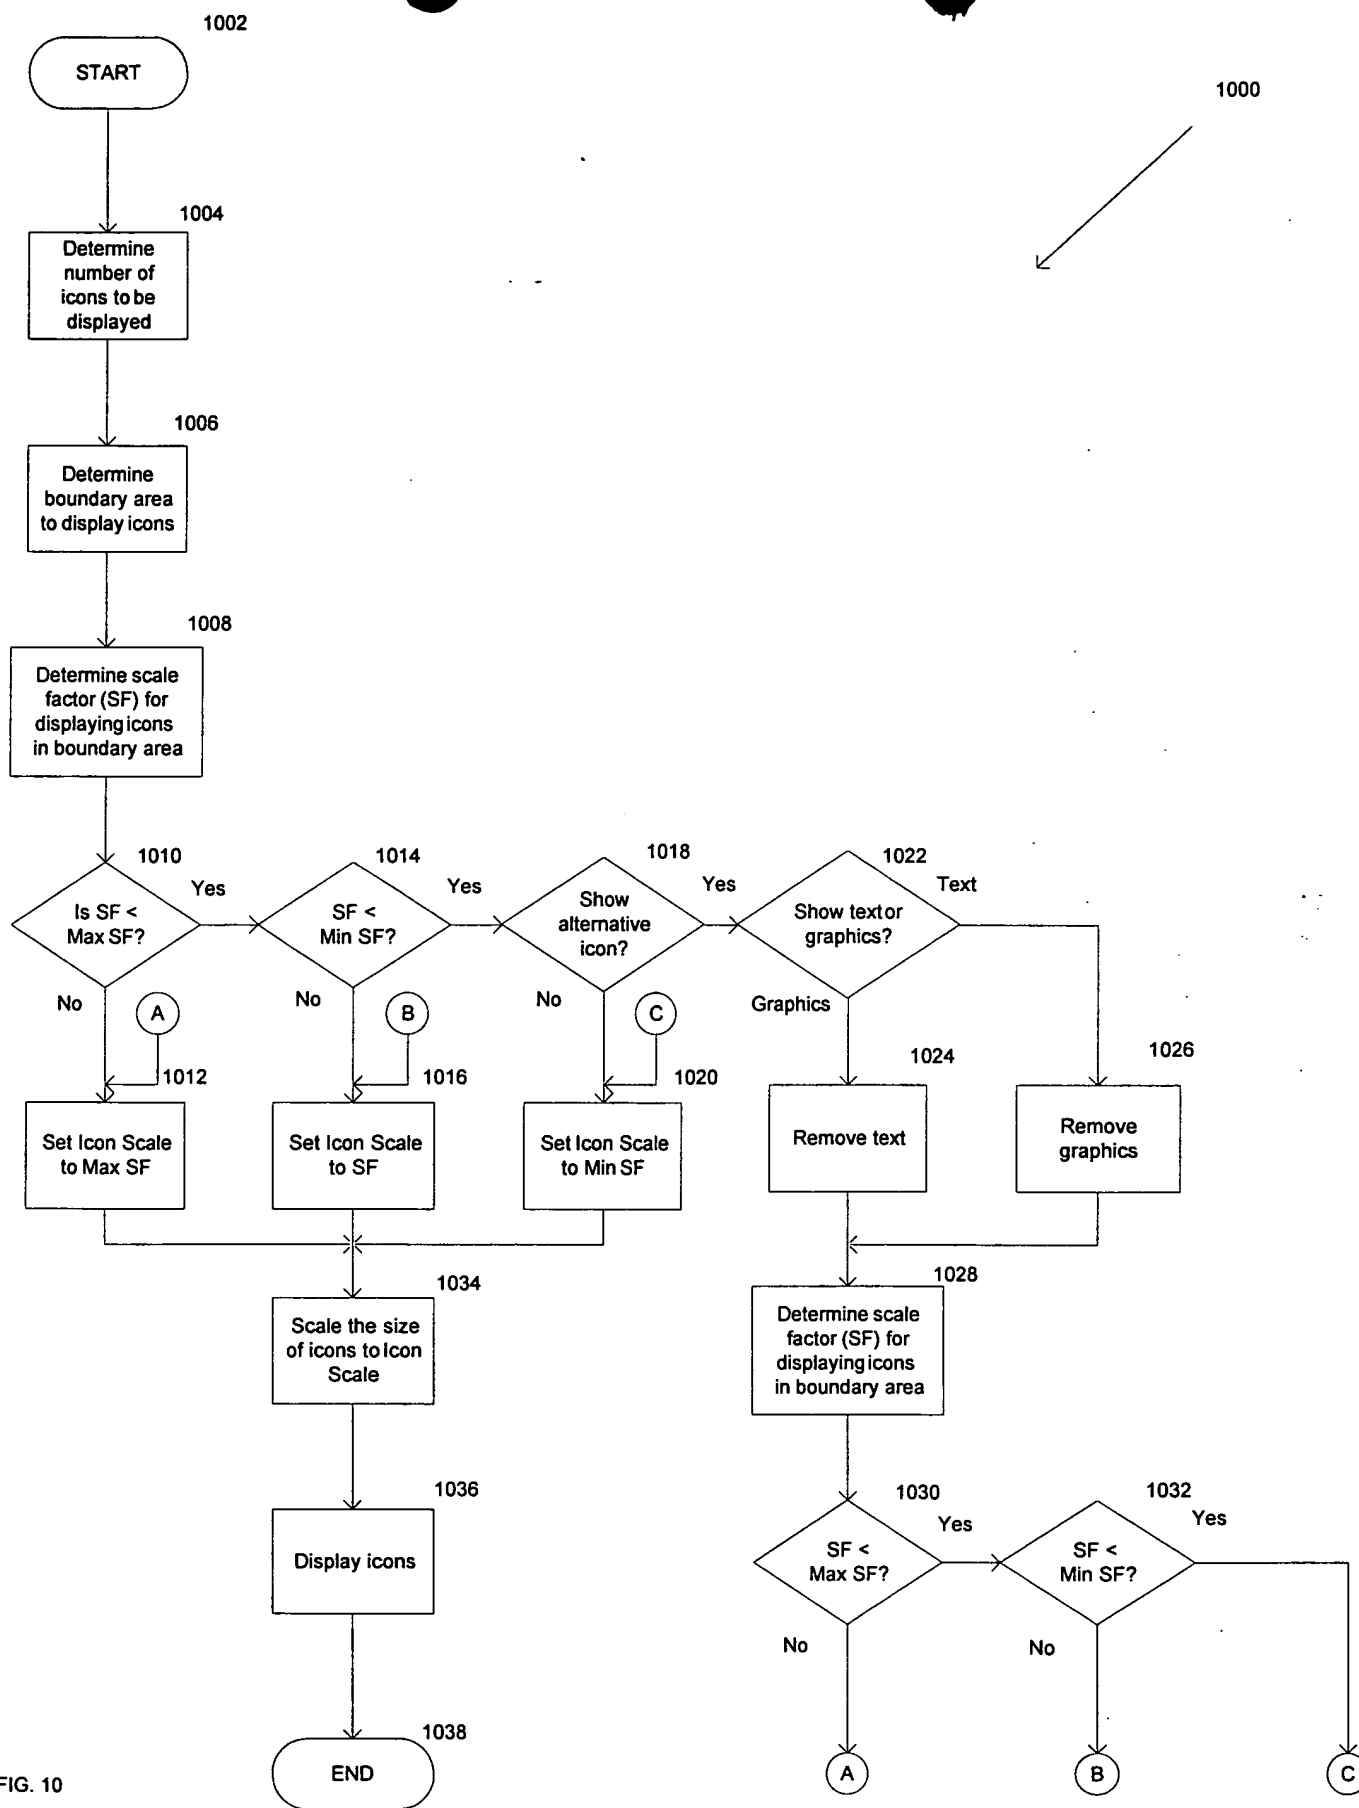 1002
START
1000
1004
Determine
number of
icons to be
displayed
1006
Determine
boundary area
to display icons
1008
Determine scale
factor (SF) for
displaying icons
in boundary area
1010
Is SF <
Max SF?
Yes
No
1014
SF <
Min SF?
Yes
No
1018
Show
alternative
icon?
Yes
No
1022
Show text or
graphics?
Text
Graphics
A
1012
Set Icon Scale
to Max SF
B
1016
Set Icon Scale
to SF
C
1020
Set Icon Scale
to Min SF
1024
Remove text
1026
Remove
graphics
1034
Scale the size
of icons to Icon
Scale
1028
Determine scale
factor (SF) for
displaying icons
in boundary area
1036
Display icons
1030
SF <
Max SF?
Yes
No
1032
SF <
Min SF?
Yes
No
1038
END
A
B
C
FIG. 10